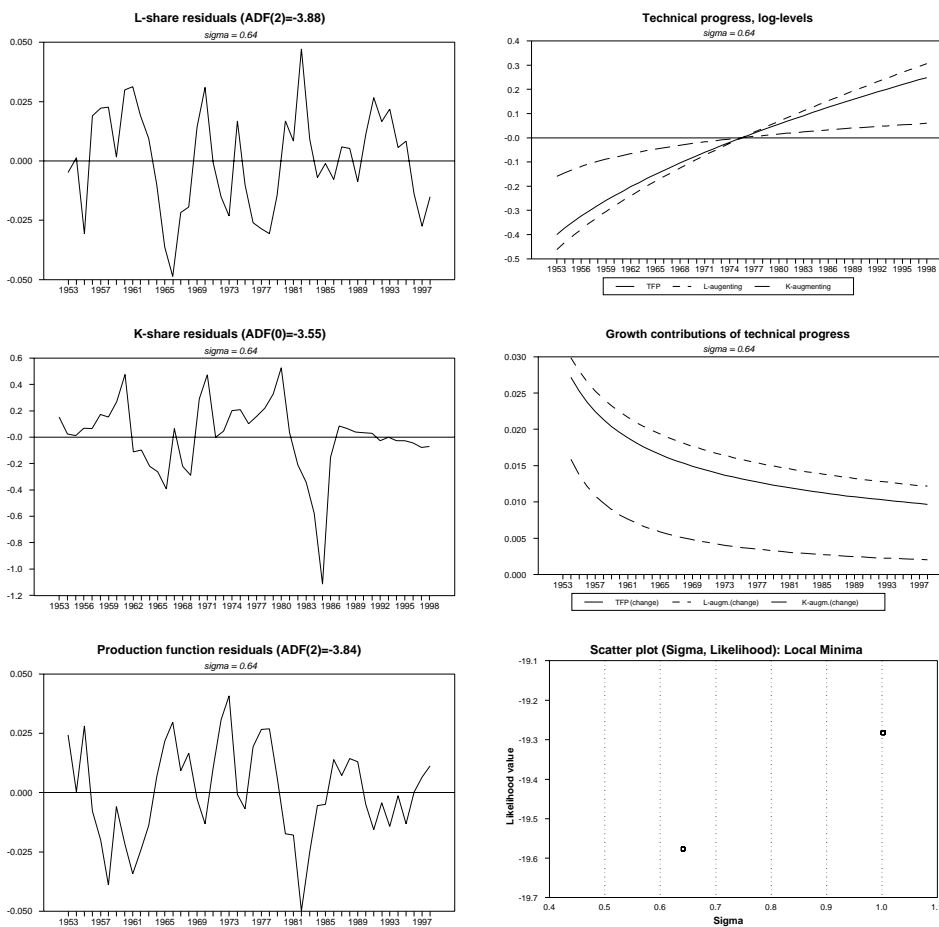 L-share residuals (ADF(2)=-3.88)
sigma = 0.64
0.050
0.025
0.000
-0.025
-0.050
1953 1957 1961 1965 1969 1973 1977 1981 1985 1989 1993 1997
Technical progress, log-levels
sigma = 0.64
0.4
0.3
0.2
0.1
-0.0
-0.1
-0.2
-0.3
-0.4
-0.5
1953 1956 1959 1962 1965 1968 1971 1974 1977 1980 1983 1986 1989 1992 1995 1998
TFP L-augenting K-augmenting
K-share residuals (ADF(0)=-3.55)
sigma = 0.64
0.6
0.4
0.2
-0.0
-0.2
-0.4
-0.6
-0.8
-1.0
-1.2
1953 1956 1959 1962 1965 1968 1971 1974 1977 1980 1983 1986 1989 1992 1995 1998
Growth contributions of technical progress
sigma = 0.64
0.030
0.025
0.020
0.015
0.010
0.005
0.000
1953 1957 1961 1965 1969 1973 1977 1981 1985 1989 1993 1997
TFP (change) L-augm.(change) K-augm.(change)
Production function residuals (ADF(2)=-3.84)
sigma = 0.64
0.050
0.025
0.000
-0.025
-0.050
1953 1957 1961 1965 1969 1973 1977 1981 1985 1989 1993 1997
Scatter plot (Sigma, Likelihood): Local Minima
Likelihood value
-19.1
-19.2
-19.3
-19.4
-19.5
-19.6
-19.7
0.4 0.5 0.6 0.7 0.8 0.9 1.0
Sigma